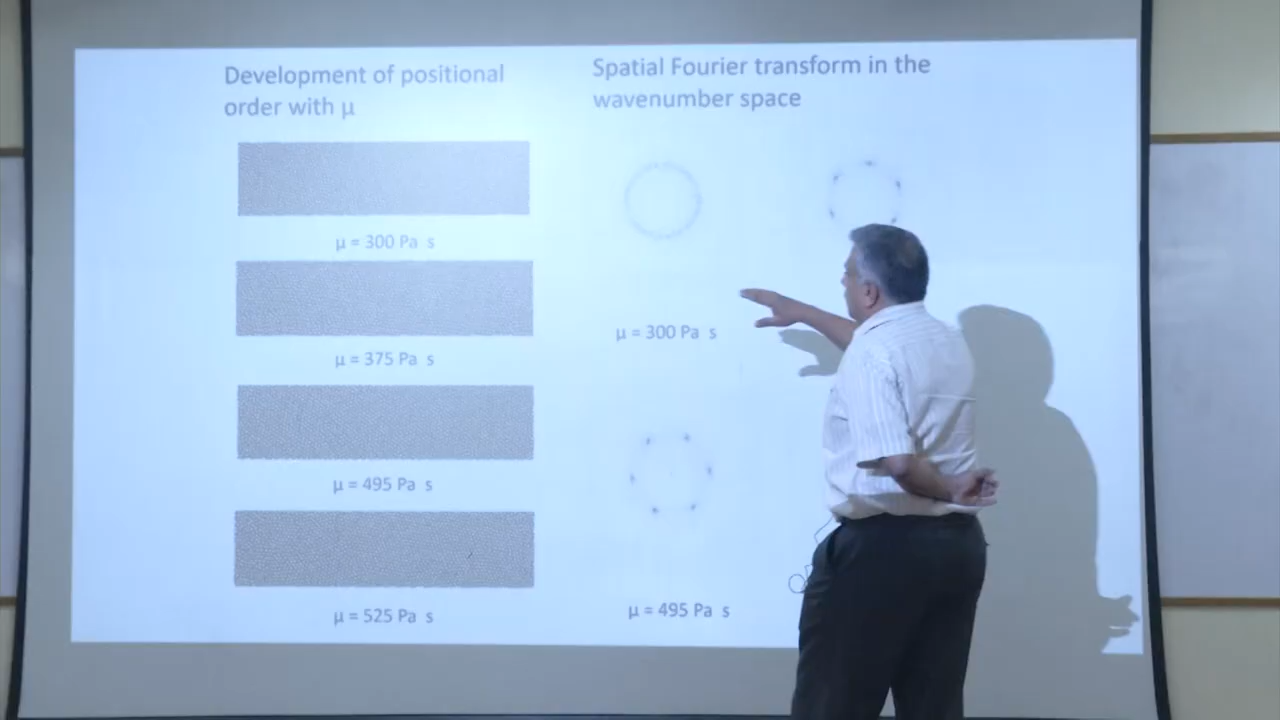 Development of positional
order with μ
μ = 300 Pa s
μ = 375 Pa s
μ = 495 Pa s
μ = 525 Pa s
Spatial Fourier transform in the
wavenumber space
μ = 300 Pa s
μ = 495 Pa s